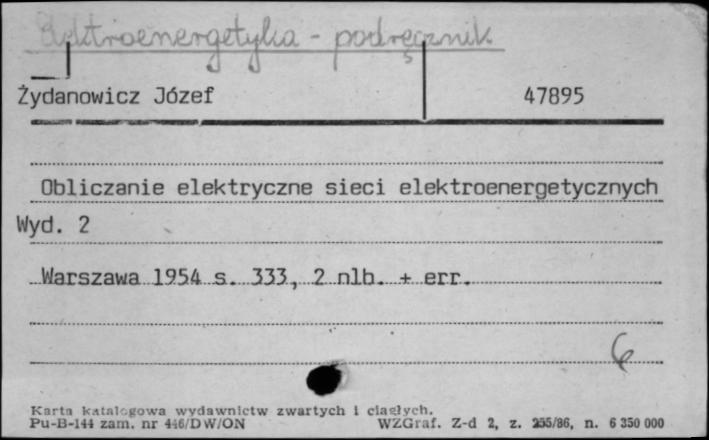 Elektroenergetyka - podręcznik
Żydanowicz Józef 47895
Obliczanie elektryczne sieci elektroenergetycznych
Wyd. 2
Warszawa 1954 s. 333, 2 nlb. + err.
6
Karta katalogowa wydawnictw zwartych i ciągłych.
Pu-B-144 zam. nr 446/DW/ON WZGraf. Z-d 2, z. 255/86, n. 6 350 000